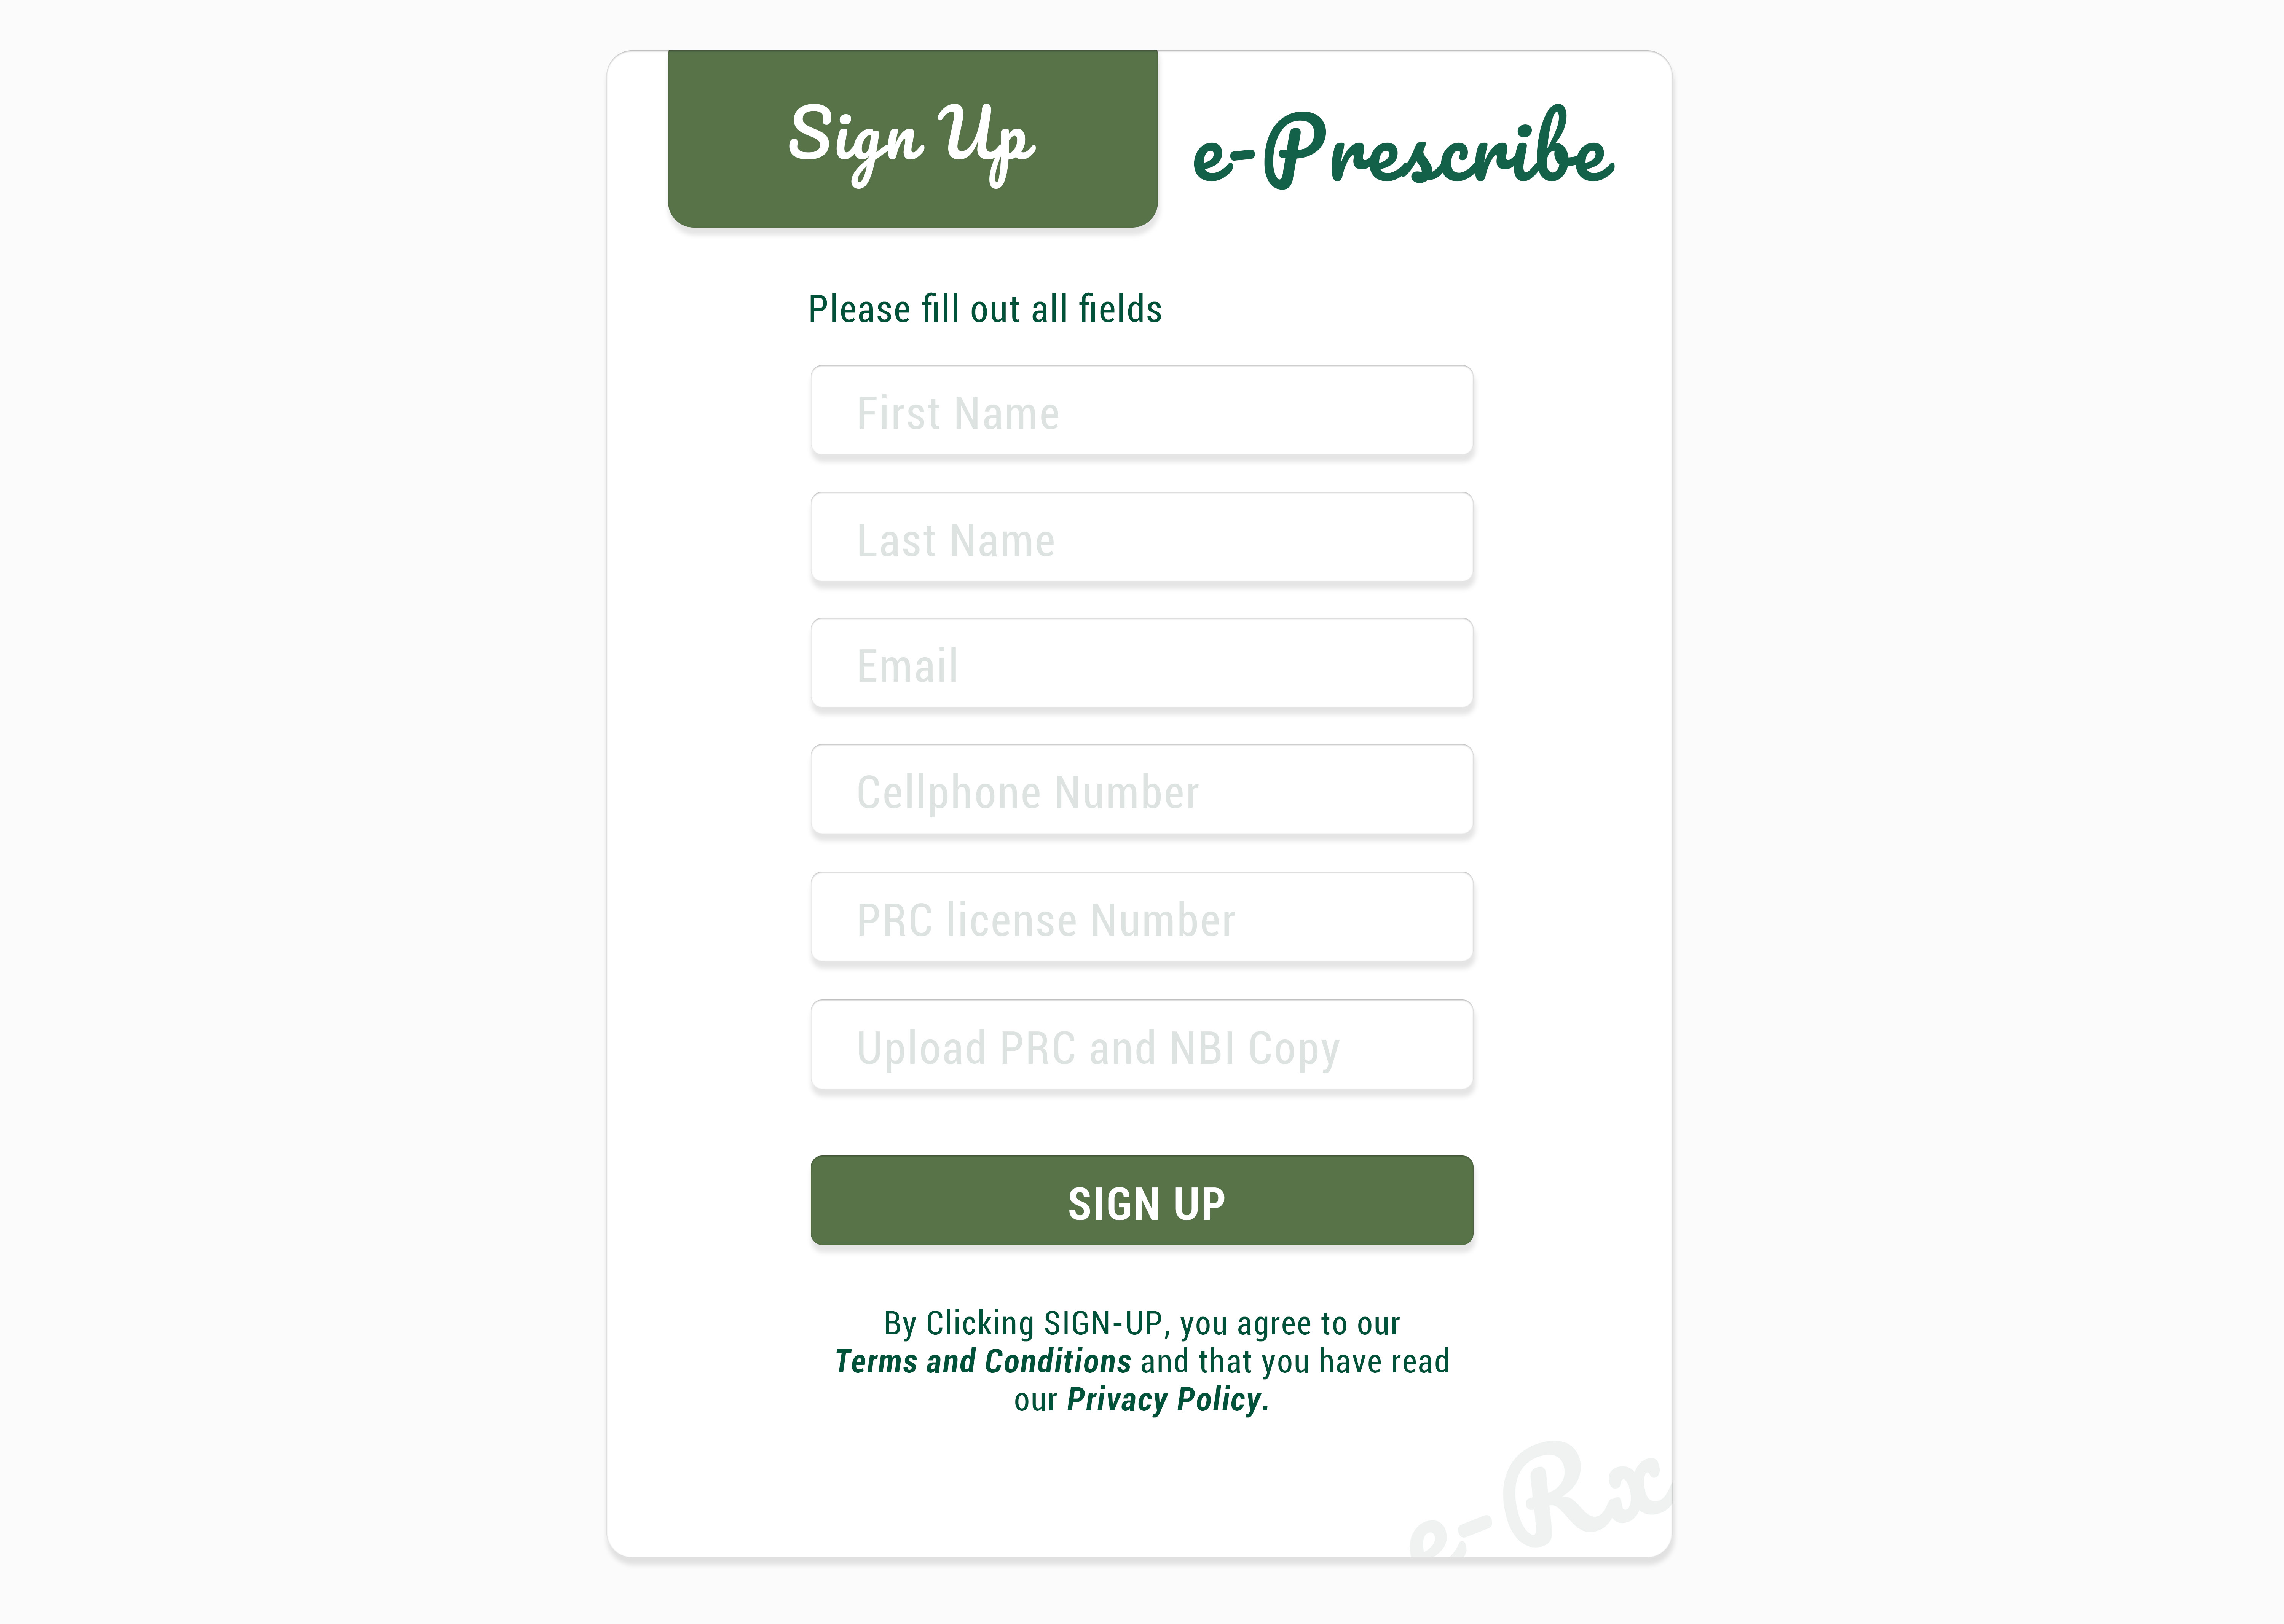 Sign Up
e-Prescribe
Please fill out all fields
First Name
Last Name
Email
Cellphone Number
PRC license Number
Upload PRC and NBI Copy
SIGN UP
By Clicking SIGN-UP, you agree to our
Terms and Conditions and that you have read
our Privacy Policy.
e-Rx